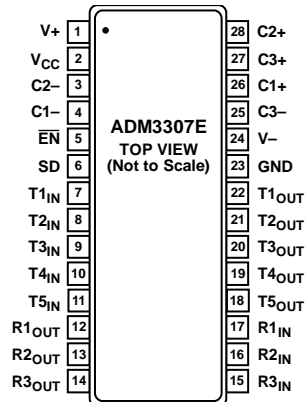 V+ 1 28 C2+
VCC 2 27 C3+
C2– 3 26 C1+
C1– 4 25 C3–
EN 5 24 V–
SD 6 23 GND
T1IN 7 22 T1OUT
T2IN 8 21 T2OUT
T3IN 9 20 T3OUT
T4IN 10 19 T4OUT
T5IN 11 18 T5OUT
R1OUT 12 17 R1IN
R2OUT 13 16 R2IN
R3OUT 14 15 R3IN
ADM3307E
TOP VIEW
(Not to Scale)